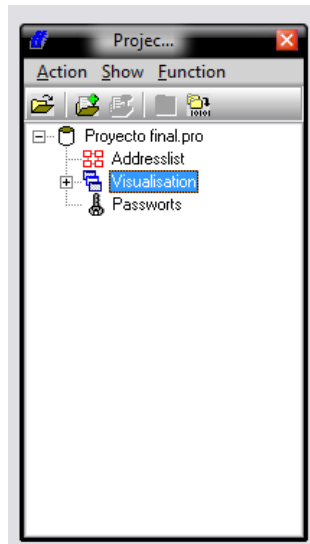 Projec...
Action Show Function
Proyecto final.pro
Addresslist
Visualisation
Passworts